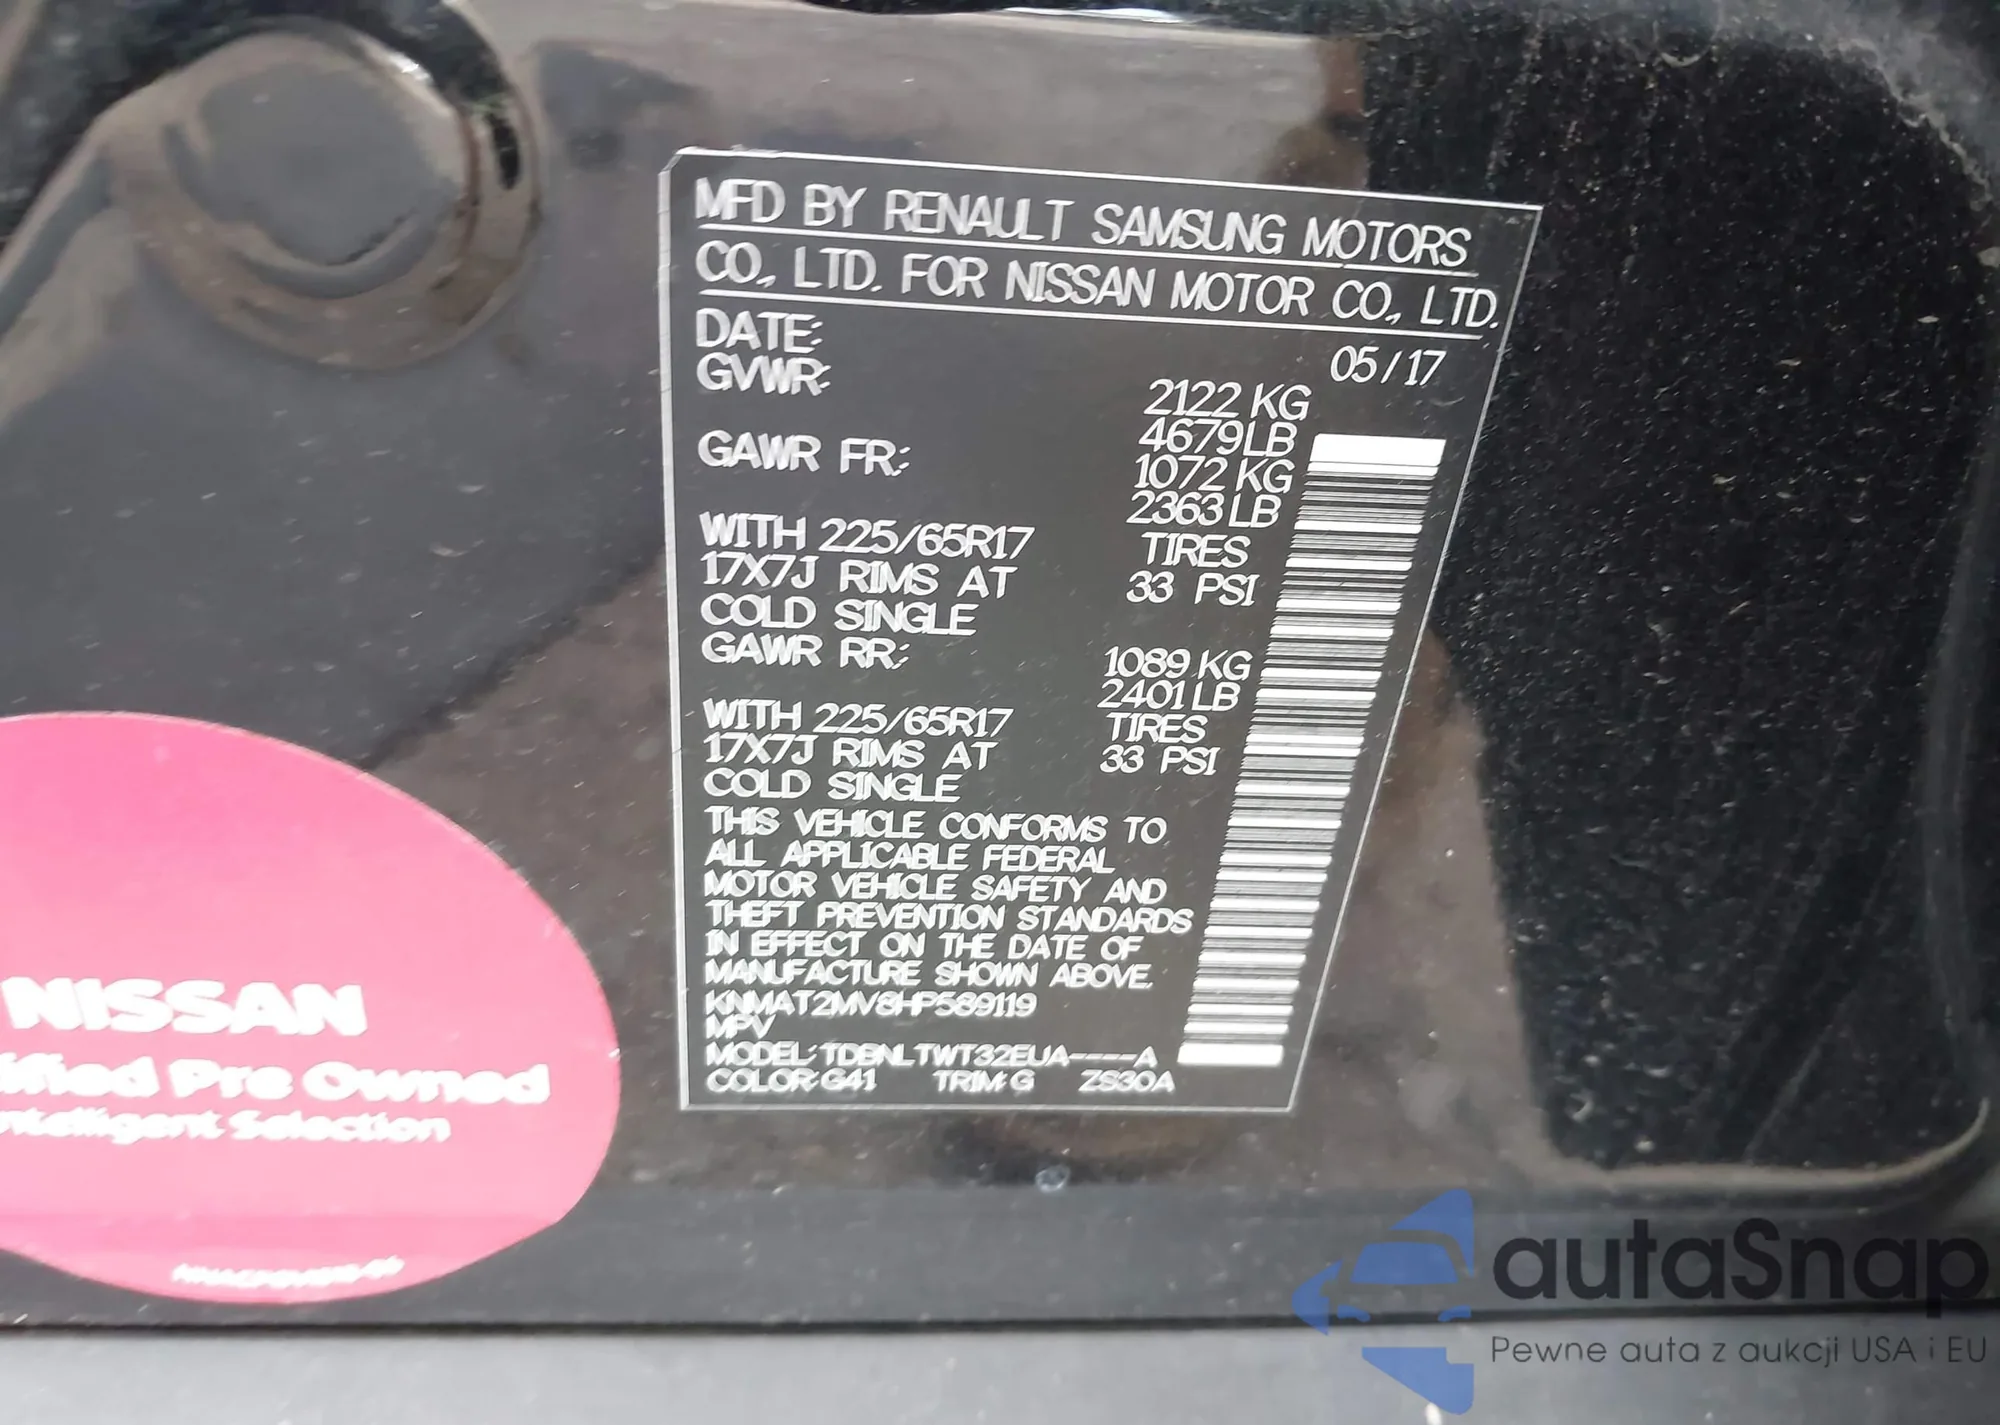 MFD BY RENAULT SAMSUNG MOTORS
CO., LTD. FOR NISSAN MOTOR CO., LTD.
DATE: 05/17
GVWR: 2122 KG
4679 LB
GAWR FR: 1072 KG
2363 LB
WITH 225/65R17 TIRES
17X7J RIMS AT 33 PSI
COLD SINGLE
GAWR RR: 1089 KG
2401 LB
WITH 225/65R17 TIRES
17X7J RIMS AT 33 PSI
COLD SINGLE
THIS VEHICLE CONFORMS TO
ALL APPLICABLE FEDERAL
MOTOR VEHICLE SAFETY AND
THEFT PREVENTION STANDARDS
IN EFFECT ON THE DATE OF
MANUFACTURE SHOWN ABOVE.
KNMAT2MV8HP589119
MPV
MODEL: TDBNLTWT32EUA----A
COLOR: G41 TRIM: G ZS30A
NISSAN
ified Pre Owned
ntelligent Selection
autaSnap
Pewne auta z aukcji USA i EU